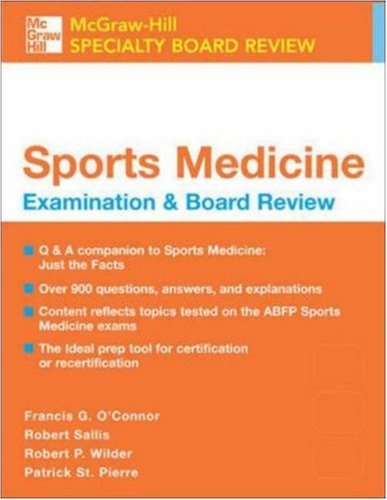 Mc
Graw
Hill
McGraw-Hill
SPECIALTY BOARD REVIEW
Sports Medicine
Examination & Board Review
Q & A companion to Sports Medicine:
Just the Facts
Over 900 questions, answers, and explanations
Content reflects topics tested on the ABFP Sports
Medicine exams
The Ideal prep tool for certification
or recertification
Francis G. O'Connor
Robert Sallis
Robert P. Wilder
Patrick St. Pierre